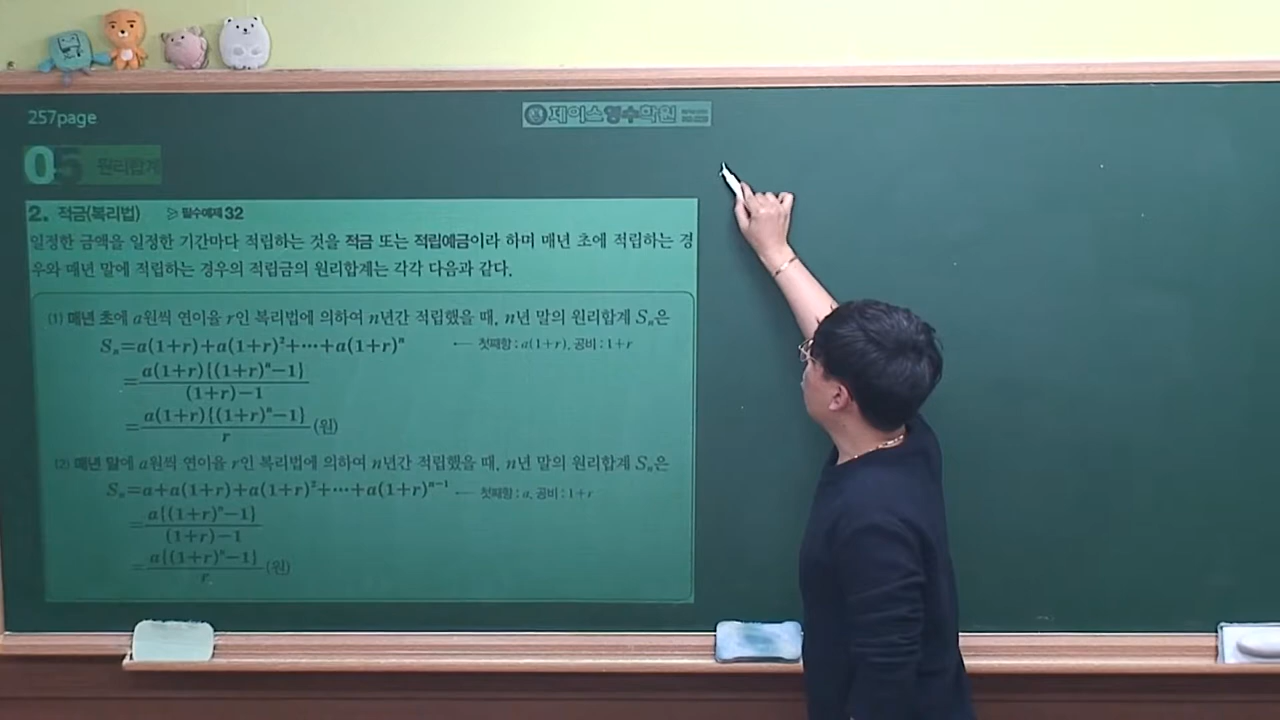 257page
제이스영수학원
05 원리합계
2. 적금(복리법) ≫ 필수예제 32
일정한 금액을 일정한 기간마다 적립하는 것을 적금 또는 적립예금이라 하며 매년 초에 적립하는 경
우와 매년 말에 적립하는 경우의 적립금의 원리합계는 각각 다음과 같다.
(1) 매년 초에 a원씩 연이율 r인 복리법에 의하여 n년간 적립했을 때, n년 말의 원리합계 Sₙ은
Sₙ=a(1+r)+a(1+r)²+⋯+a(1+r)ⁿ ← 첫째항 : a(1+r), 공비 : 1+r
=a(1+r){(1+r)ⁿ-1}/(1+r)-1
=a(1+r){(1+r)ⁿ-1}/r (원)
(2) 매년 말에 a원씩 연이율 r인 복리법에 의하여 n년간 적립했을 때, n년 말의 원리합계 Sₙ은
Sₙ=a+a(1+r)+a(1+r)²+⋯+a(1+r)ⁿ⁻¹ ← 첫째항 : a, 공비 : 1+r
=a{(1+r)ⁿ-1}/(1+r)-1
=a{(1+r)ⁿ-1}/r (원)